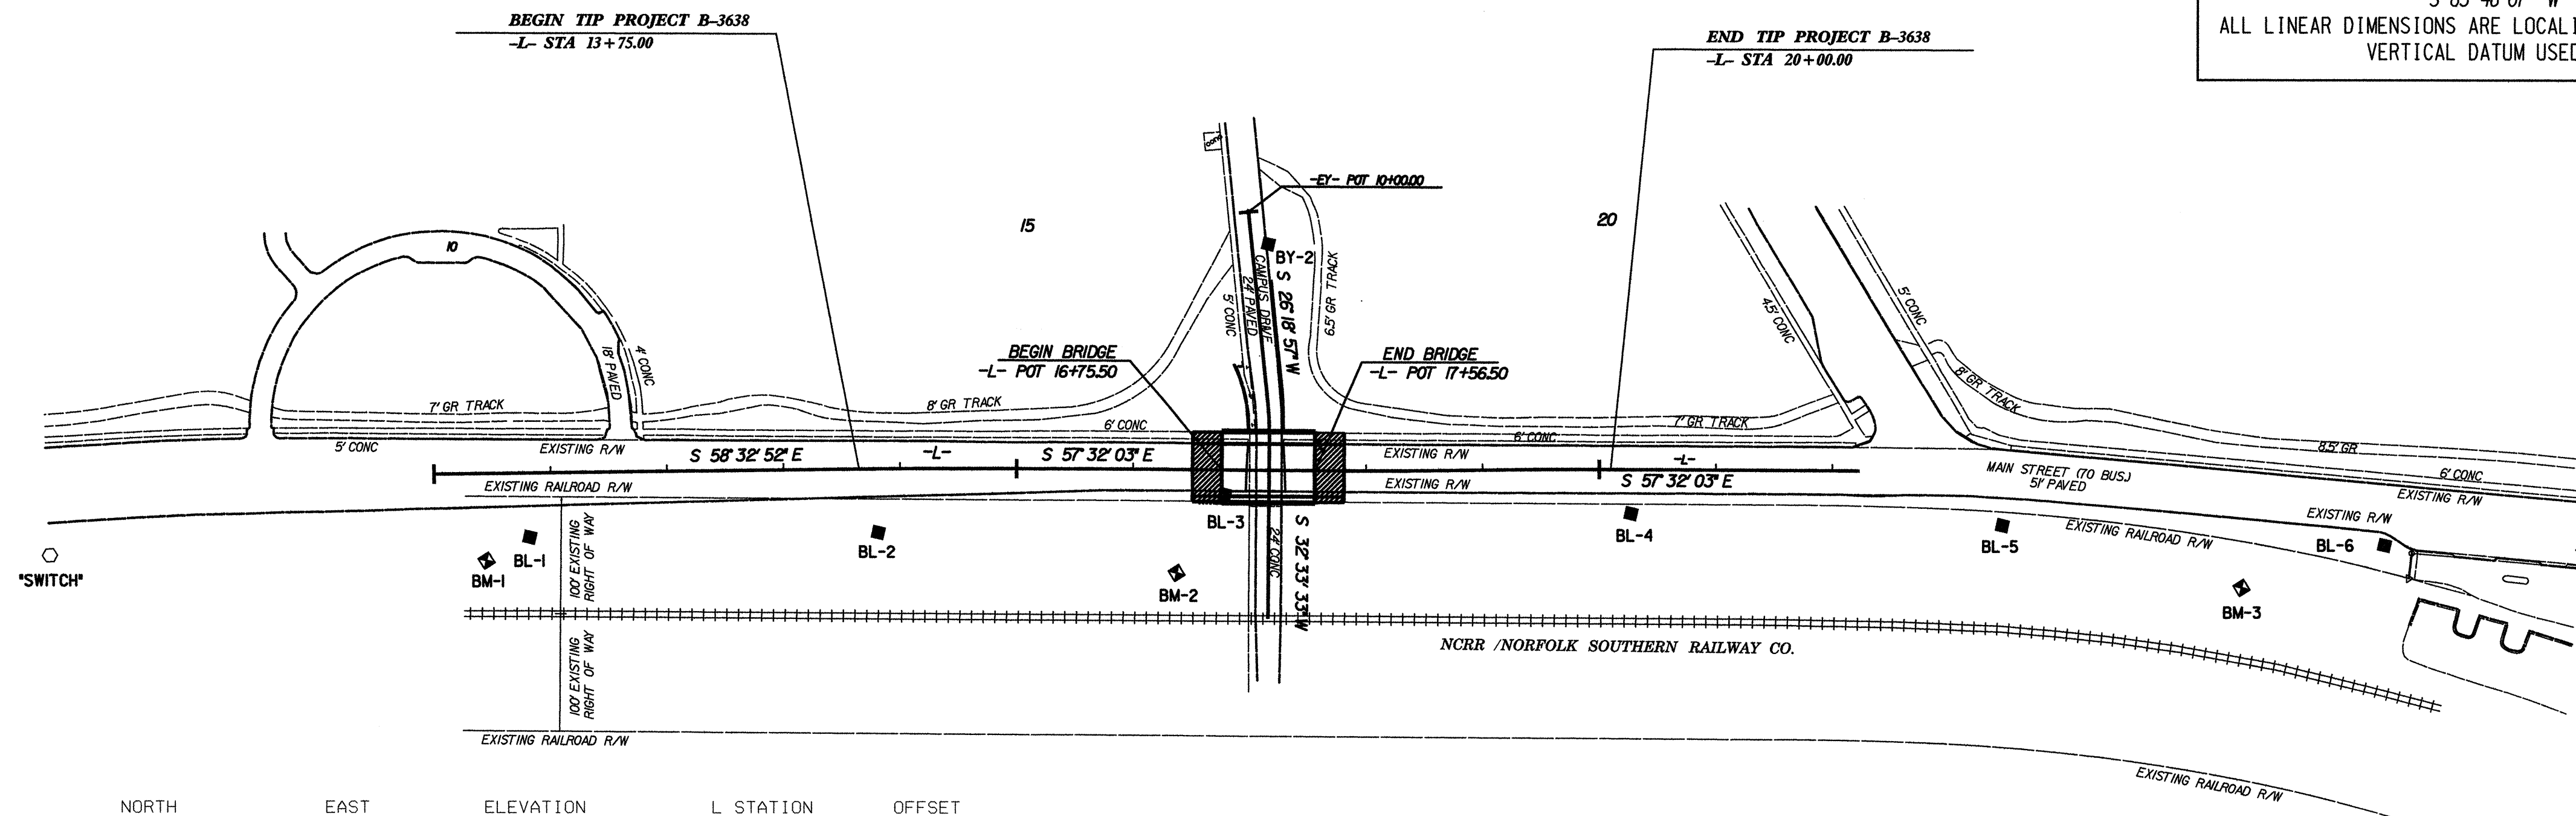 BEGIN TIP PROJECT B-3638
-L- STA 13+75.00
END TIP PROJECT B-3638
-L- STA 20+00.00
ALL LINEAR DIMENSIONS ARE LOCALI
VERTICAL DATUM USED
CONC
-EY- POT 10+00.00
15
20
10
BY-2
CAMPUS DRIVE
24' PAVED
5' CONC
S 26°18'57" W
6.5' GR TRACK
4.5' CONC
5' CONC
18' PAVED
4' CONC
BEGIN BRIDGE
-L- POT 16+75.50
END BRIDGE
-L- POT 17+56.50
7' GR TRACK
8' GR TRACK
7' GR TRACK
8' GR TRACK
5' CONC
EXISTING R/W
6' CONC
6' CONC
8.5' GR
6' CONC
S 58°32'52" E
-L-
S 57°32'03" E
EXISTING R/W
-L-
S 57°32'03" E
MAIN STREET (70 BUS.)
51' PAVED
EXISTING R/W
EXISTING RAILROAD R/W
EXISTING R/W
EXISTING R/W
EXISTING RAILROAD R/W
"SWITCH"
BM-1
BL-1
100' EXISTING
RIGHT OF WAY
BL-2
BM-2
BL-3
24' CONC
S 32°33'33" W
BL-4
BL-5
BL-6
BM-3
100' EXISTING
RIGHT OF WAY
NCRR /NORFOLK SOUTHERN RAILWAY CO.
EXISTING RAILROAD R/W
EXISTING RAILROAD R/W
NORTH EAST ELEVATION L STATION OFFSET